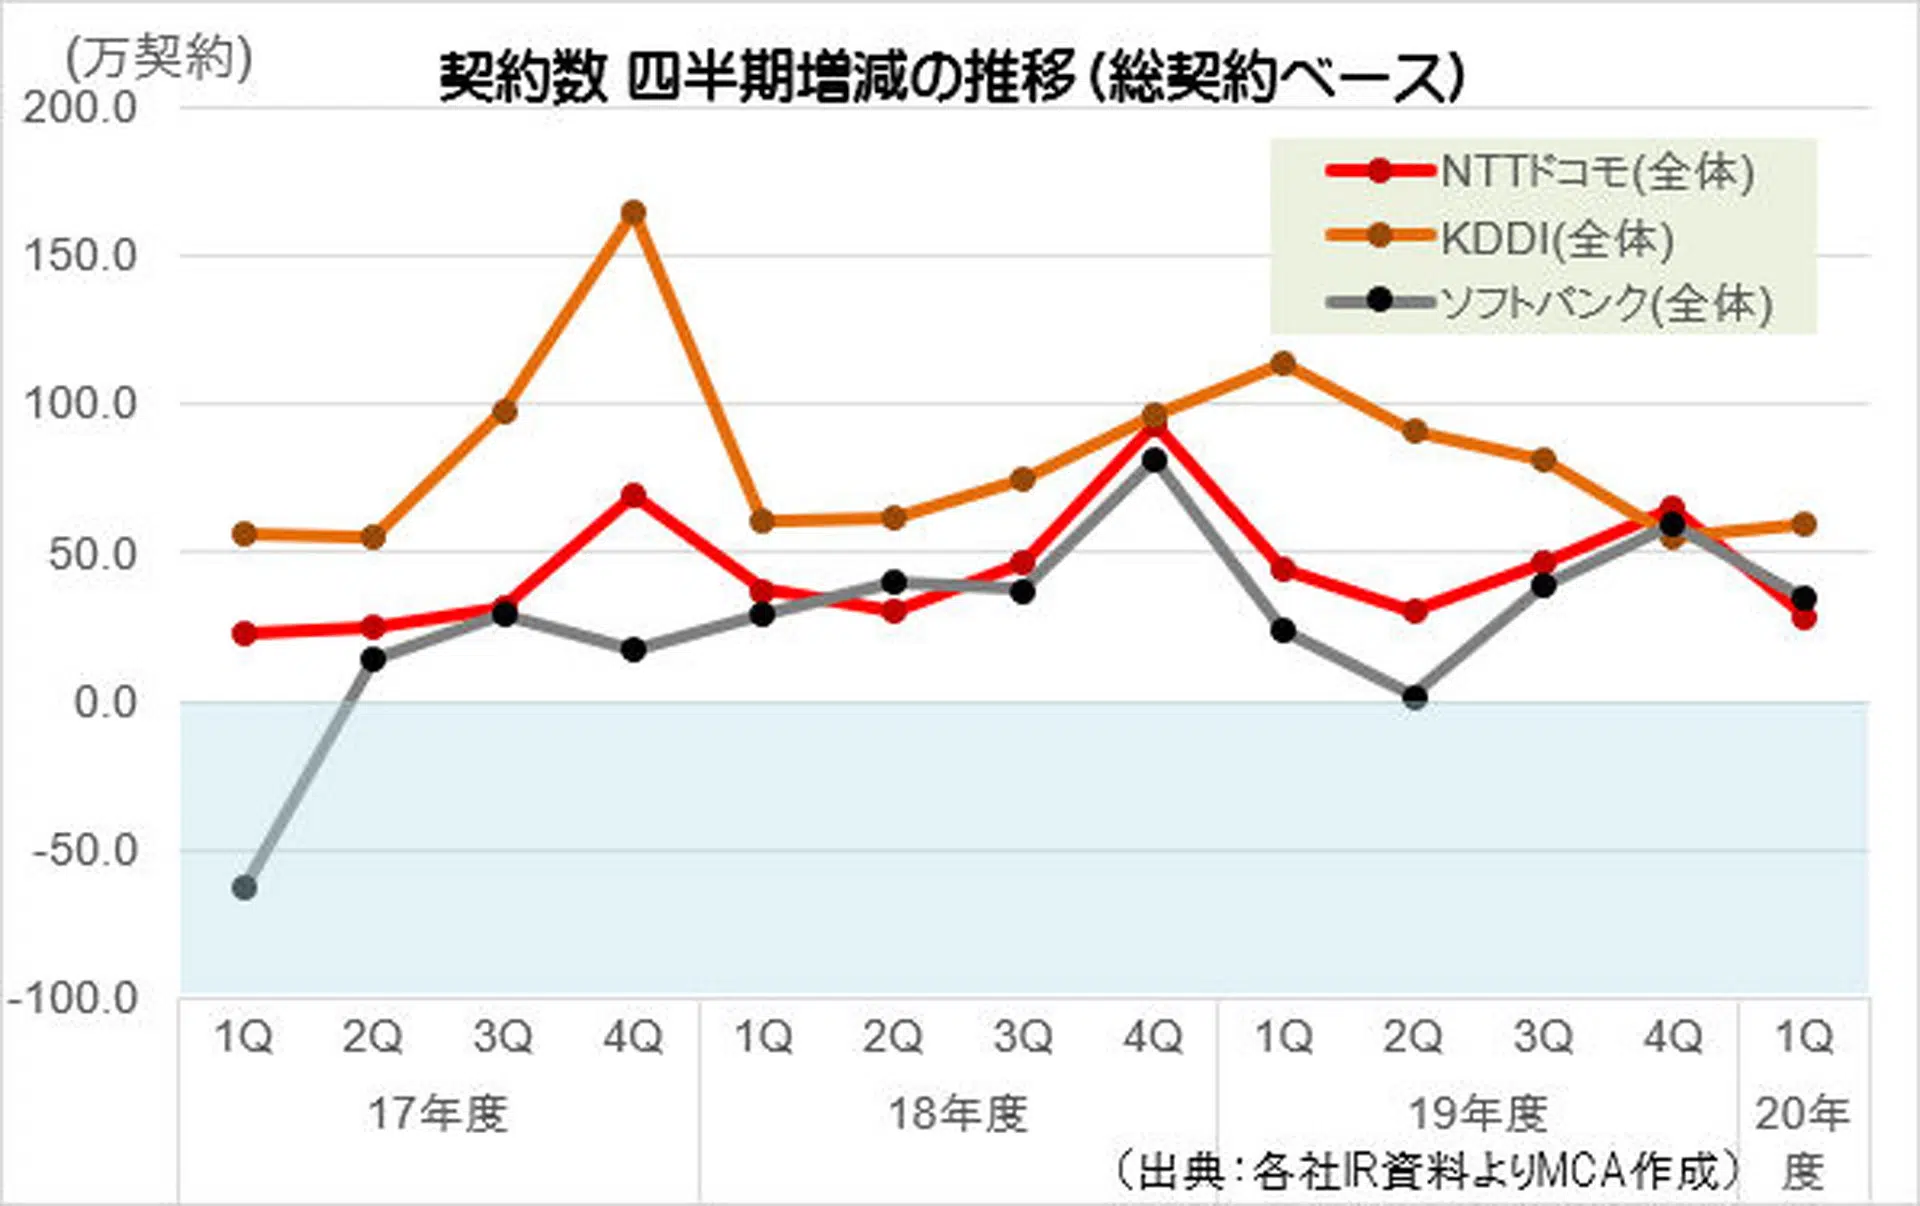 (万契約)
契約数 四半期増減の推移(総契約ベース)
200.0
150.0
100.0
50.0
0.0
-50.0
-100.0
NTTドコモ(全体)
KDDI(全体)
ソフトバンク(全体)
1Q 2Q 3Q 4Q 1Q 2Q 3Q 4Q 1Q 2Q 3Q 4Q 1Q
17年度 18年度 19年度 20年
度
(出典:各社IR資料よりMCA作成)